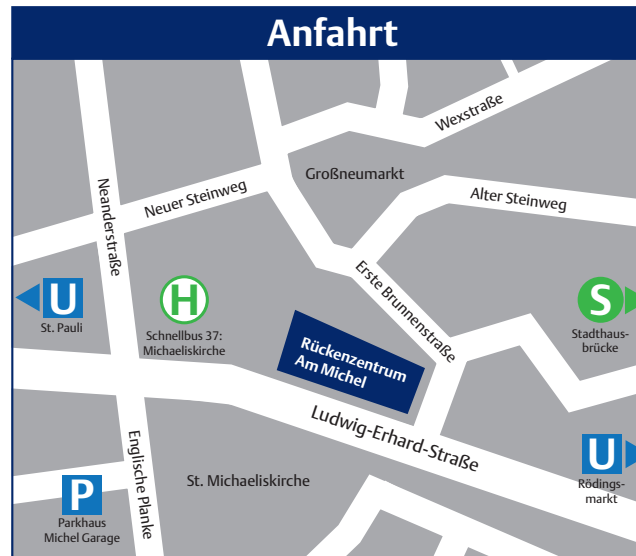 Anfahrt
Wexstraße
Großneumarkt
Neanderstraße
Neuer Steinweg
Alter Steinweg
U
St. Pauli
H
Schnellbus 37:
Michaeliskirche
Erste Brunnenstraße
S
Stadthaus-
brücke
Rückenzentrum
Am Michel
Ludwig-Erhard-Straße
Englische Planke
St. Michaeliskirche
P
Parkhaus
Michel Garage
U
Rödings-
markt